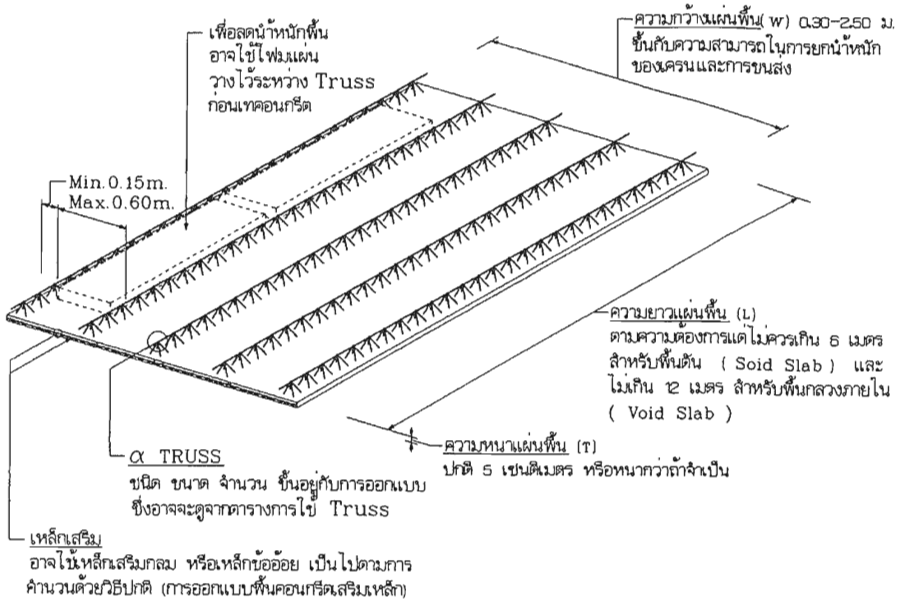 เพื่อลดน้ำหนักพื้น
อาจใช้โฟมแผ่น
วางไว้ระหว่าง Truss
ก่อนเทคอนกรีต
ความกว้างแผ่นพื้น(W) 0.30-2.50 ม.
ขึ้นกับความสามารถในการยกน้ำหนัก
ของเครนและการขนส่ง
Min.0.15m.
Max.0.60m.
ความยาวแผ่นพื้น (L)
ตามความต้องการแต่ไม่ควรเกิน 6 เมตร
สำหรับพื้นตัน ( Soid Slab ) และ
ไม่เกิน 12 เมตร สำหรับพื้นกลวงภายใน
( Void Slab )
ความหนาแผ่นพื้น (T)
ปกติ 5 เซนติเมตร หรือหนากว่าถ้าจำเป็น
α TRUSS
ชนิด ขนาด จำนวน ขึ้นอยู่กับการออกแบบ
ซึ่งอาจจะดูจากตารางการใช้ Truss
เหล็กเสริม
อาจใช้เหล็กเสริมกลม หรือเหล็กข้ออ้อย เป็นไปตามการ
คำนวนด้วยวิธีปกติ (การออกแบบพื้นคอนกรีตเสริมเหล็ก)